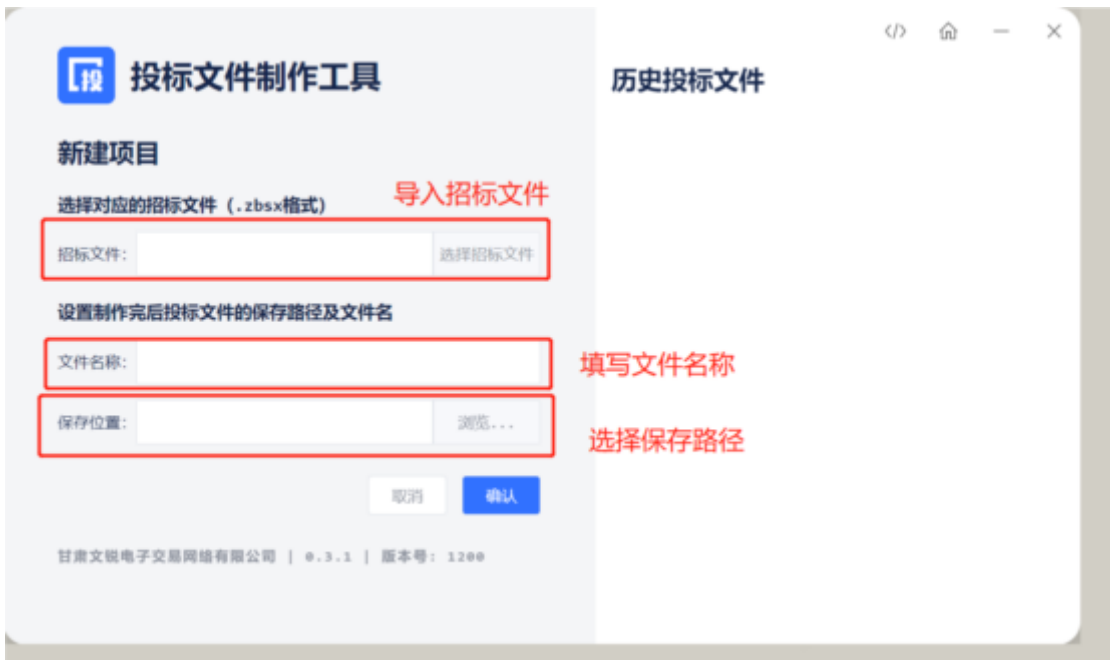 投
投标文件制作工具
历史投标文件
新建项目
导入招标文件
选择对应的招标文件（.zbsx格式）
招标文件:
选择招标文件
设置制作完后投标文件的保存路径及文件名
文件名称:
填写文件名称
保存位置:
浏览...
选择保存路径
取消
确认
甘肃文锐电子交易网络有限公司 | 0.3.1 | 版本号: 1200